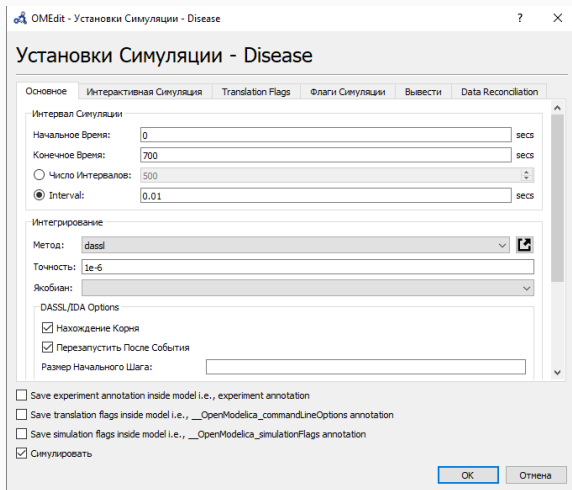 OMEdit - Установки Симуляции - Disease
Установки Симуляции - Disease
Основное Интерактивная Симуляция Translation Flags Флаги Симуляции Вывести Data Reconciliation
Интервал Симуляции
Начальное Время: 0 secs
Конечное Время: 700 secs
Число Интервалов: 500
Interval: 0.01 secs
Интегрирование
Метод: dassl
Точность: 1e-6
Якобиан:
DASSL/IDA Options
Нахождение Корня
Перезапустить После События
Размер Начального Шага:
Save experiment annotation inside model i.e., experiment annotation
Save translation flags inside model i.e., __OpenModelica_commandLineOptions annotation
Save simulation flags inside model i.e., __OpenModelica_simulationFlags annotation
Симулировать
OK Отмена